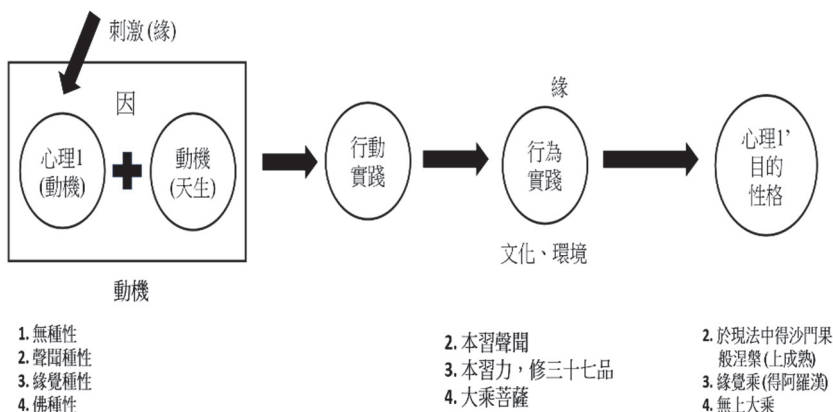 刺激(緣)
因
緣
心理1
(動機)
動機
(天生)
行動
實踐
行為
實踐
心理1’
目的
性格
文化、環境
動機
1. 無種性
2. 聲聞種性
3. 緣覺種性
4. 佛種性
2. 本習聲聞
3. 本習力，修三十七品
4. 大乘菩薩
2. 於現法中得沙門果
般涅槃(上成熟)
3. 緣覺乘(得阿羅漢)
4. 無上大乘